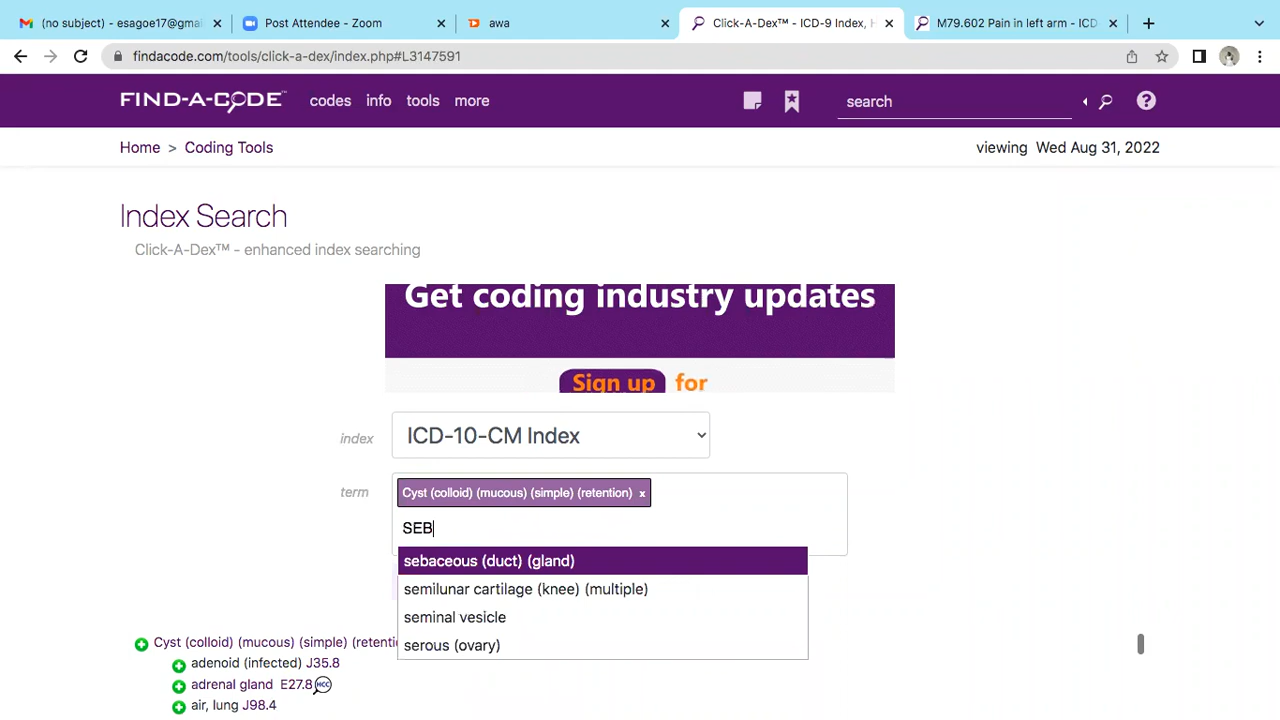 (no subject) - esagoe17@gmai
Post Attendee - Zoom
awa
Click-A-Dex™ - ICD-9 Index, H
M79.602 Pain in left arm - ICD
findacode.com/tools/click-a-dex/index.php#L3147591
FIND-A-CODE™
codes info tools more
search
Home > Coding Tools
viewing Wed Aug 31, 2022
Index Search
Click-A-Dex™ - enhanced index searching
Get coding industry updates
Sign up for
index
ICD-10-CM Index
term
Cyst (colloid) (mucous) (simple) (retention) x
SEB
sebaceous (duct) (gland)
semilunar cartilage (knee) (multiple)
seminal vesicle
serous (ovary)
Cyst (colloid) (mucous) (simple) (retenti
adenoid (infected) J35.8
adrenal gland E27.8 HCC
air, lung J98.4